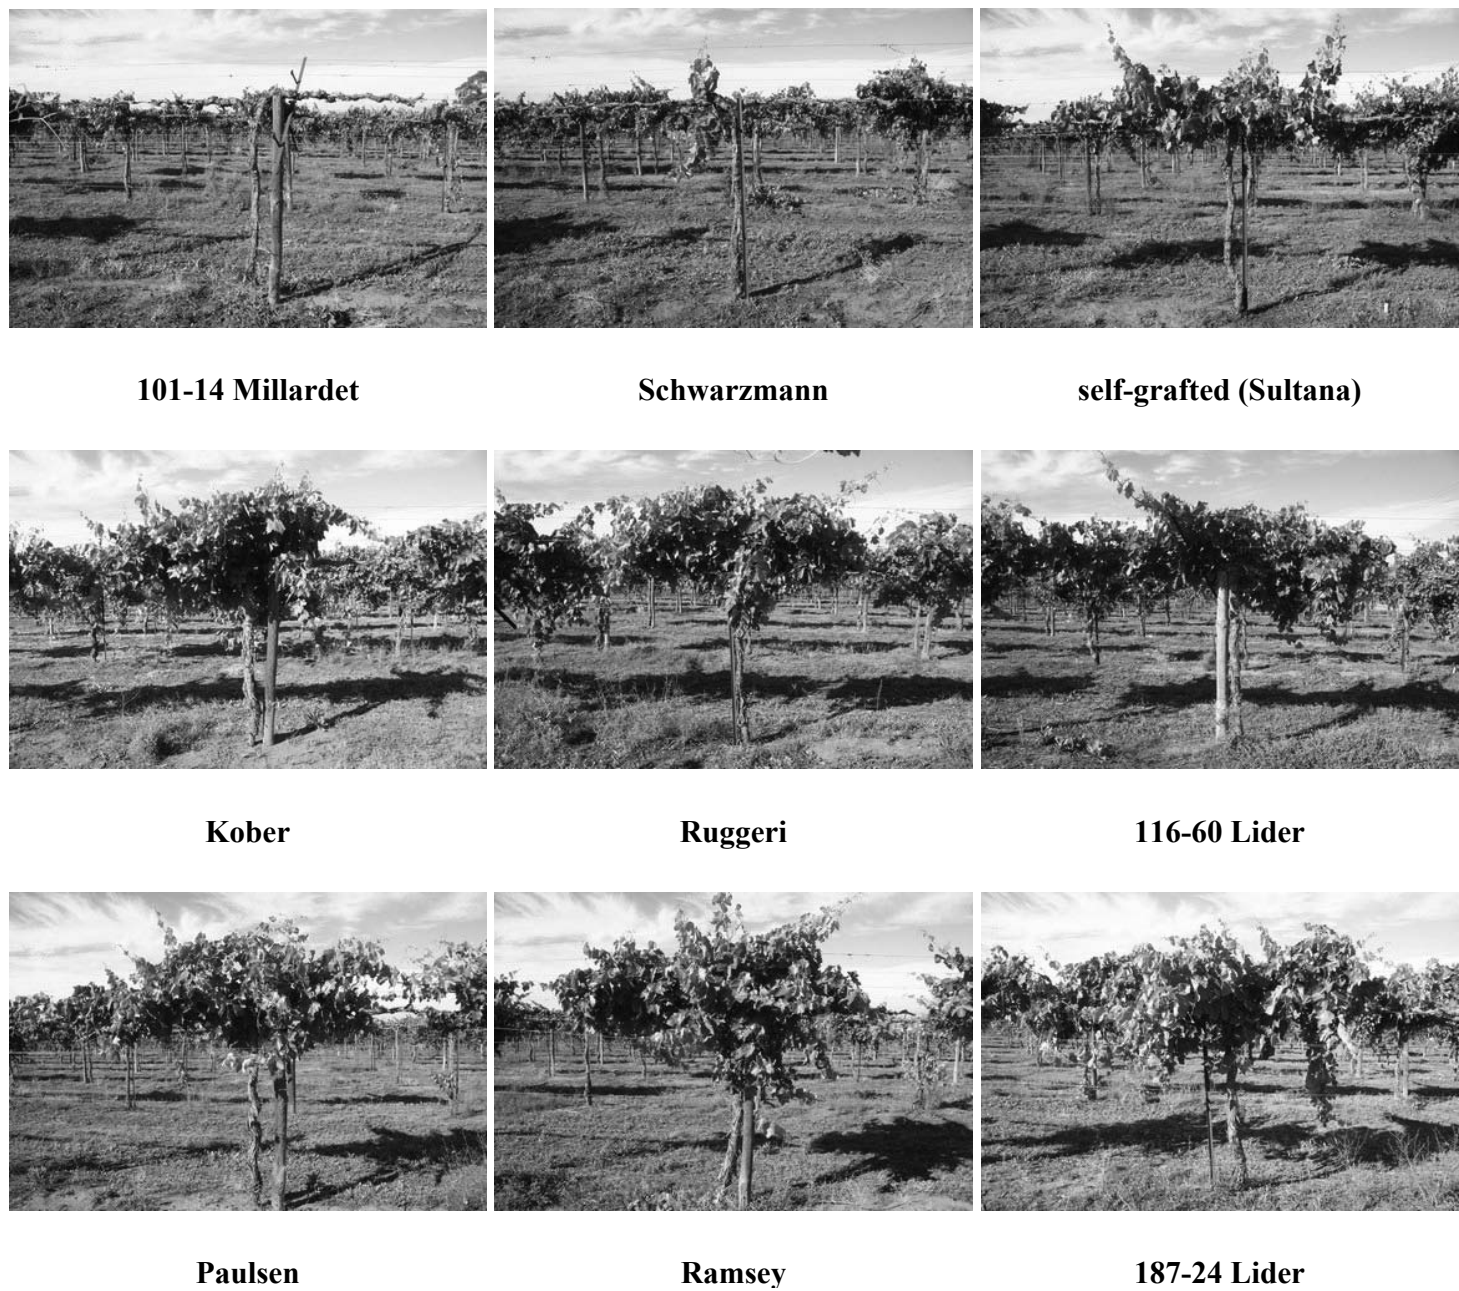 101-14 Millardet
Schwarzmann
self-grafted (Sultana)
Kober
Ruggeri
116-60 Lider
Paulsen
Ramsey
187-24 Lider